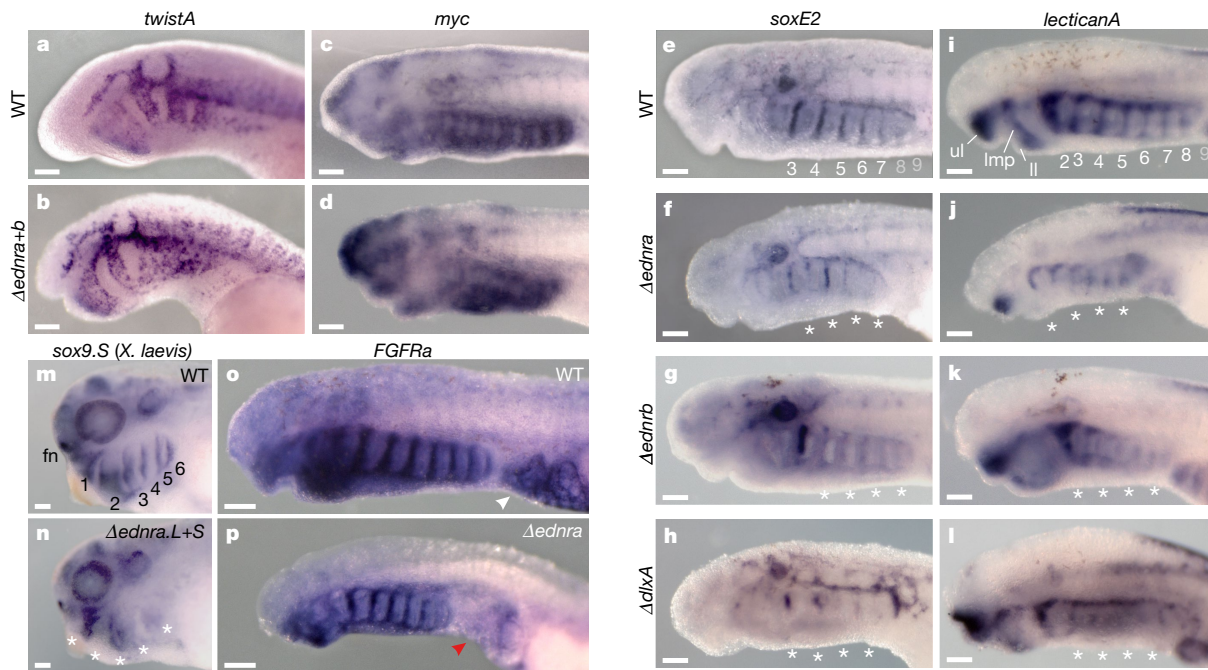 twistA
myc
soxE2
lecticanA
WT
a
c
WT
e
i
ul
lmp
ll
3 4 5 6 7 8 9
2 3 4 5 6 7 8 9
Δednra+b
b
d
Δednra
f
j
* * * *
* * * *
sox9.S (X. laevis)
FGFRa
m
WT
o
WT
fn
1 2 3 4 5 6
Δednrb
g
k
* * * *
* * * *
n
Δednra.L+S
* * * * *
p
Δednra
ΔdlxA
h
l
* * * *
* * * *